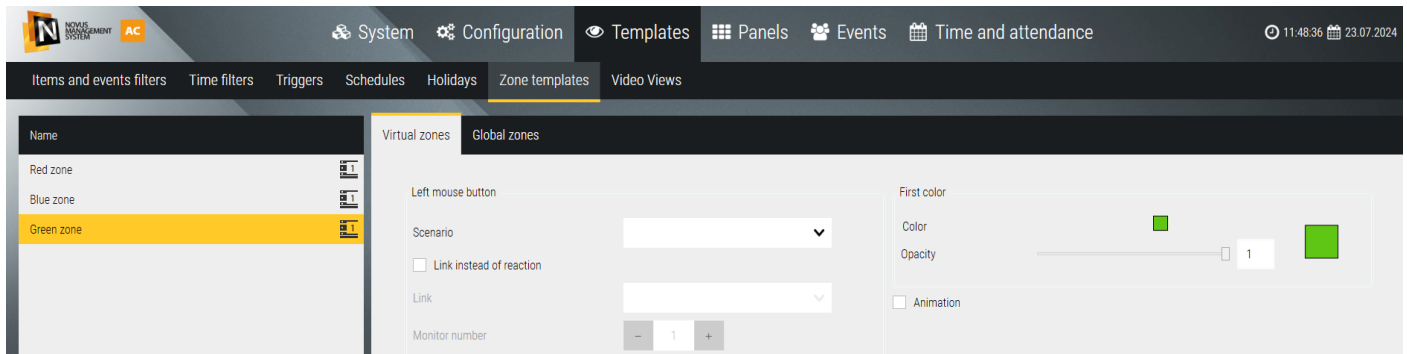 NOVUS
MANAGEMENT
SYSTEM
AC
System Configuration Templates Panels Events Time and attendance 11:48:36 23.07.2024
Items and events filters Time filters Triggers Schedules Holidays Zone templates Video Views
Name
Red zone 1
Blue zone 1
Green zone 1
Virtual zones Global zones
Left mouse button
Scenario
Link instead of reaction
Link
Monitor number - 1 +
First color
Color
Opacity 1
Animation